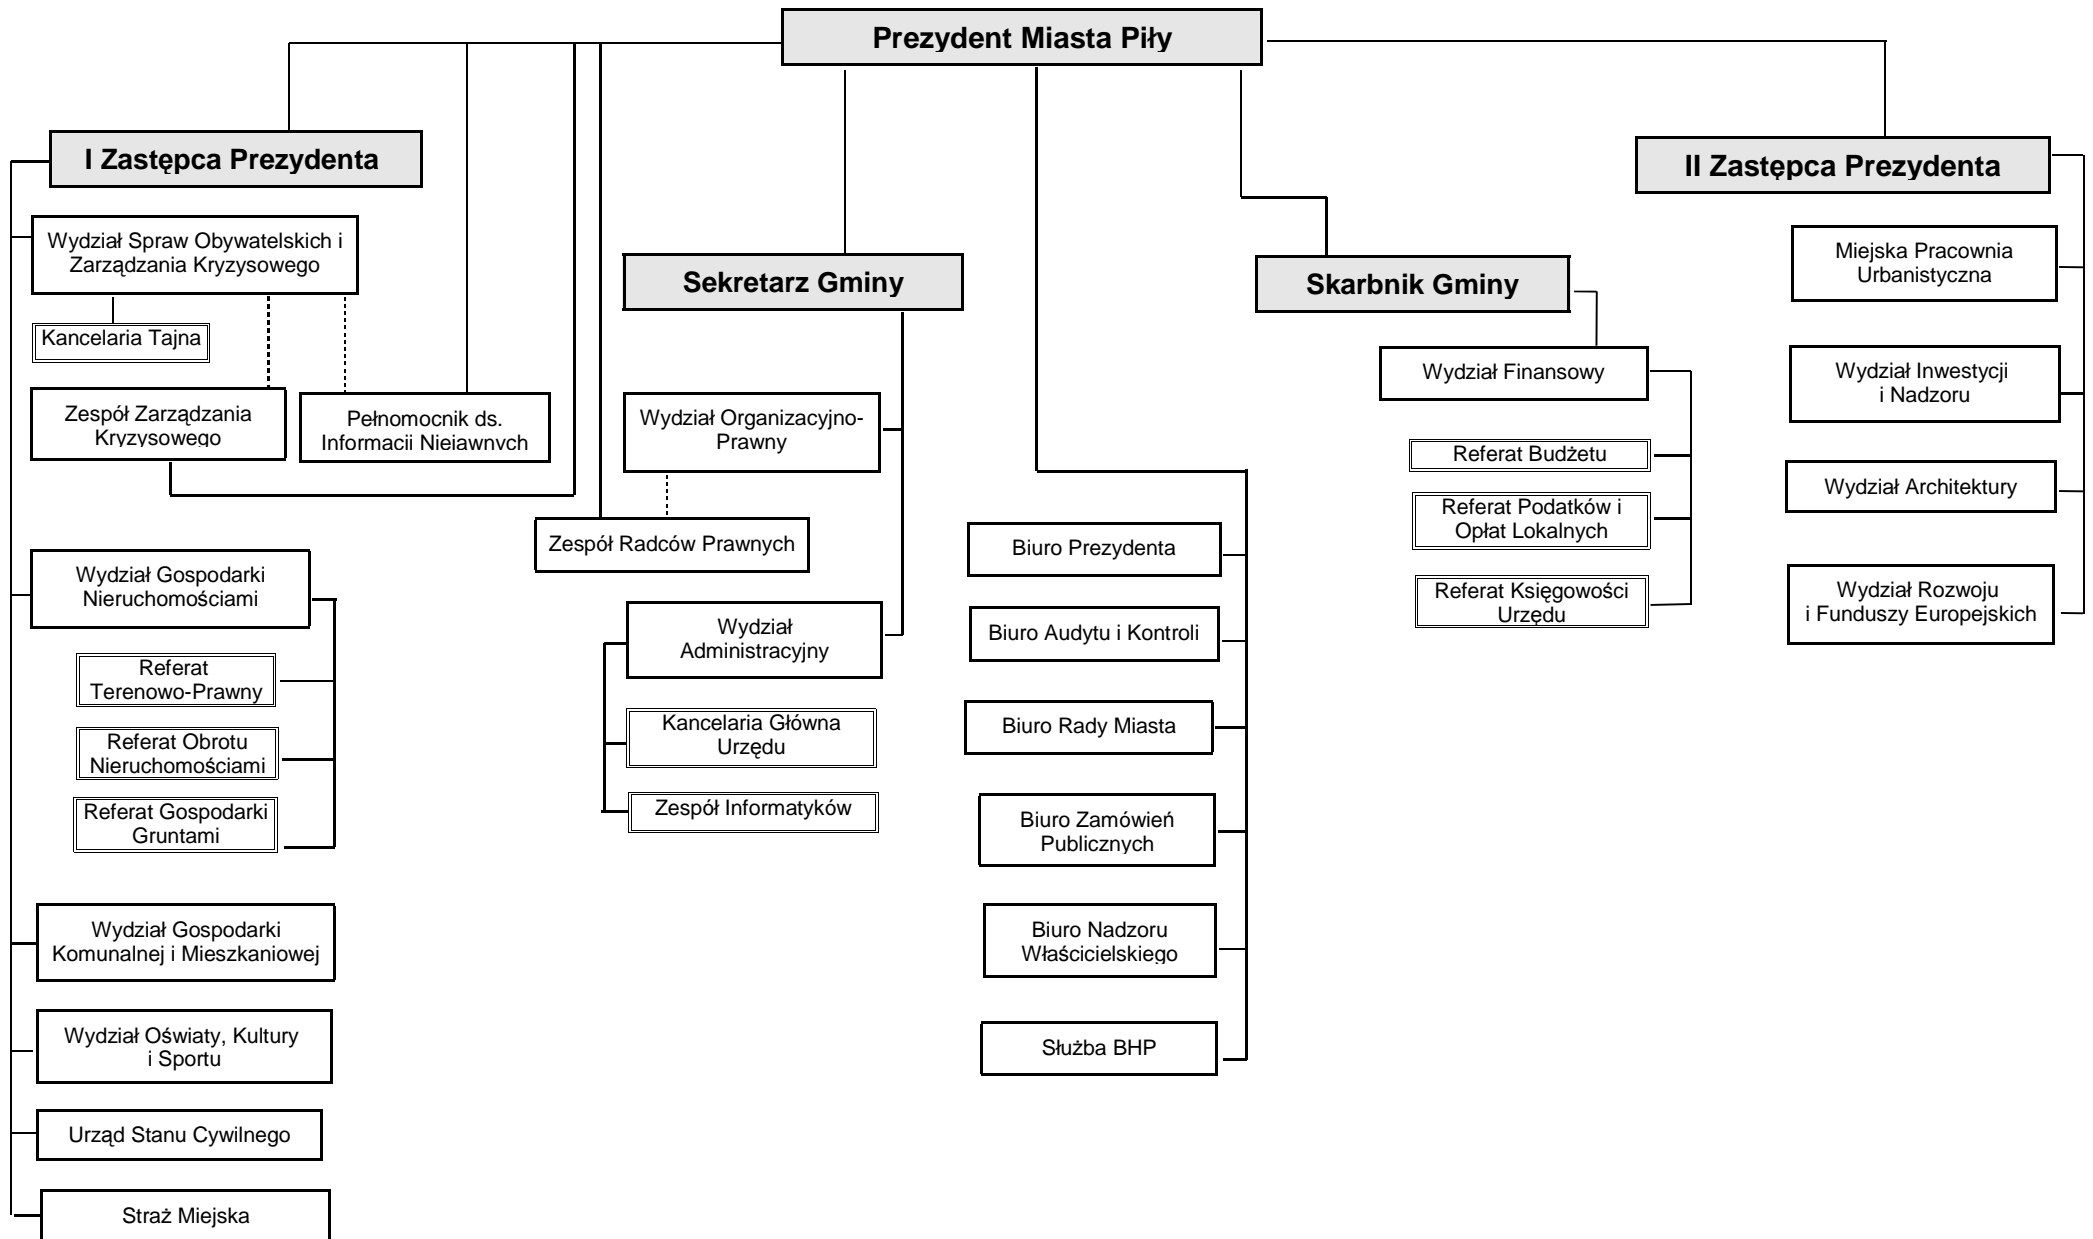 Prezydent Miasta Piły
I Zastępca Prezydenta
Wydział Spraw Obywatelskich i
Zarządzania Kryzysowego
Kancelaria Tajna
Zespół Zarządzania
Kryzysowego
Pełnomocnik ds.
Informacji Niejawnych
Wydział Gospodarki
Nieruchomościami
Referat
Terenowo-Prawny
Referat Obrotu
Nieruchomościami
Referat Gospodarki
Gruntami
Wydział Gospodarki
Komunalnej i Mieszkaniowej
Wydział Oświaty, Kultury
i Sportu
Urząd Stanu Cywilnego
Straż Miejska
Sekretarz Gminy
Wydział Organizacyjno-
Prawny
Zespół Radców Prawnych
Wydział
Administracyjny
Kancelaria Główna
Urzędu
Zespół Informatyków
Biuro Prezydenta
Biuro Audytu i Kontroli
Biuro Rady Miasta
Biuro Zamówień
Publicznych
Biuro Nadzoru
Właścicielskiego
Służba BHP
Skarbnik Gminy
Wydział Finansowy
Referat Budżetu
Referat Podatków i
Opłat Lokalnych
Referat Księgowości
Urzędu
II Zastępca Prezydenta
Miejska Pracownia
Urbanistyczna
Wydział Inwestycji
i Nadzoru
Wydział Architektury
Wydział Rozwoju
i Funduszy Europejskich